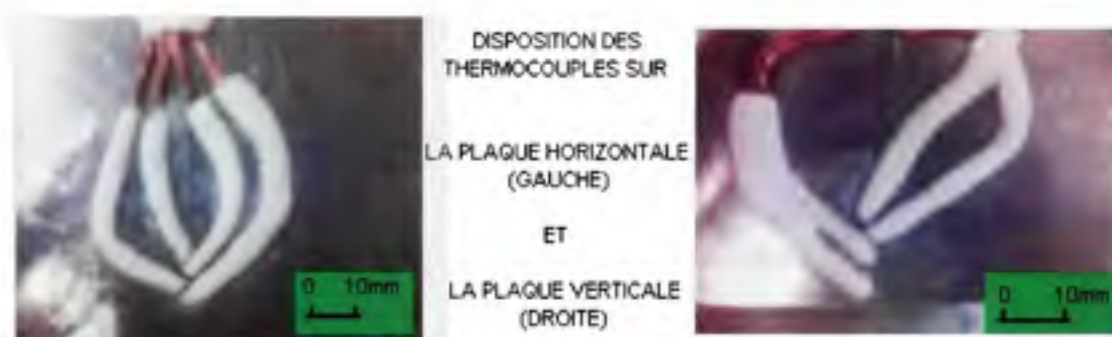 DISPOSITION DES
THERMOCOUPLES SUR
LA PLAQUE HORIZONTALE
(GAUCHE)
ET
LA PLAQUE VERTICALE
(DROITE)
0 10mm
0 10mm